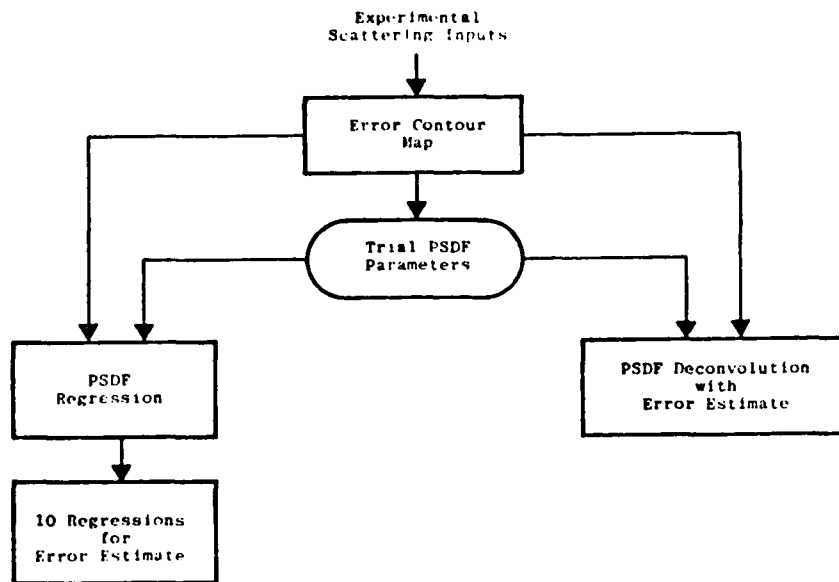 Experimental
Scattering Inputs
Error Contour
Map
Trial PSDF
Parameters
PSDF
Regression
PSDF Deconvolution
with
Error Estimate
10 Regressions
for
Error Estimate